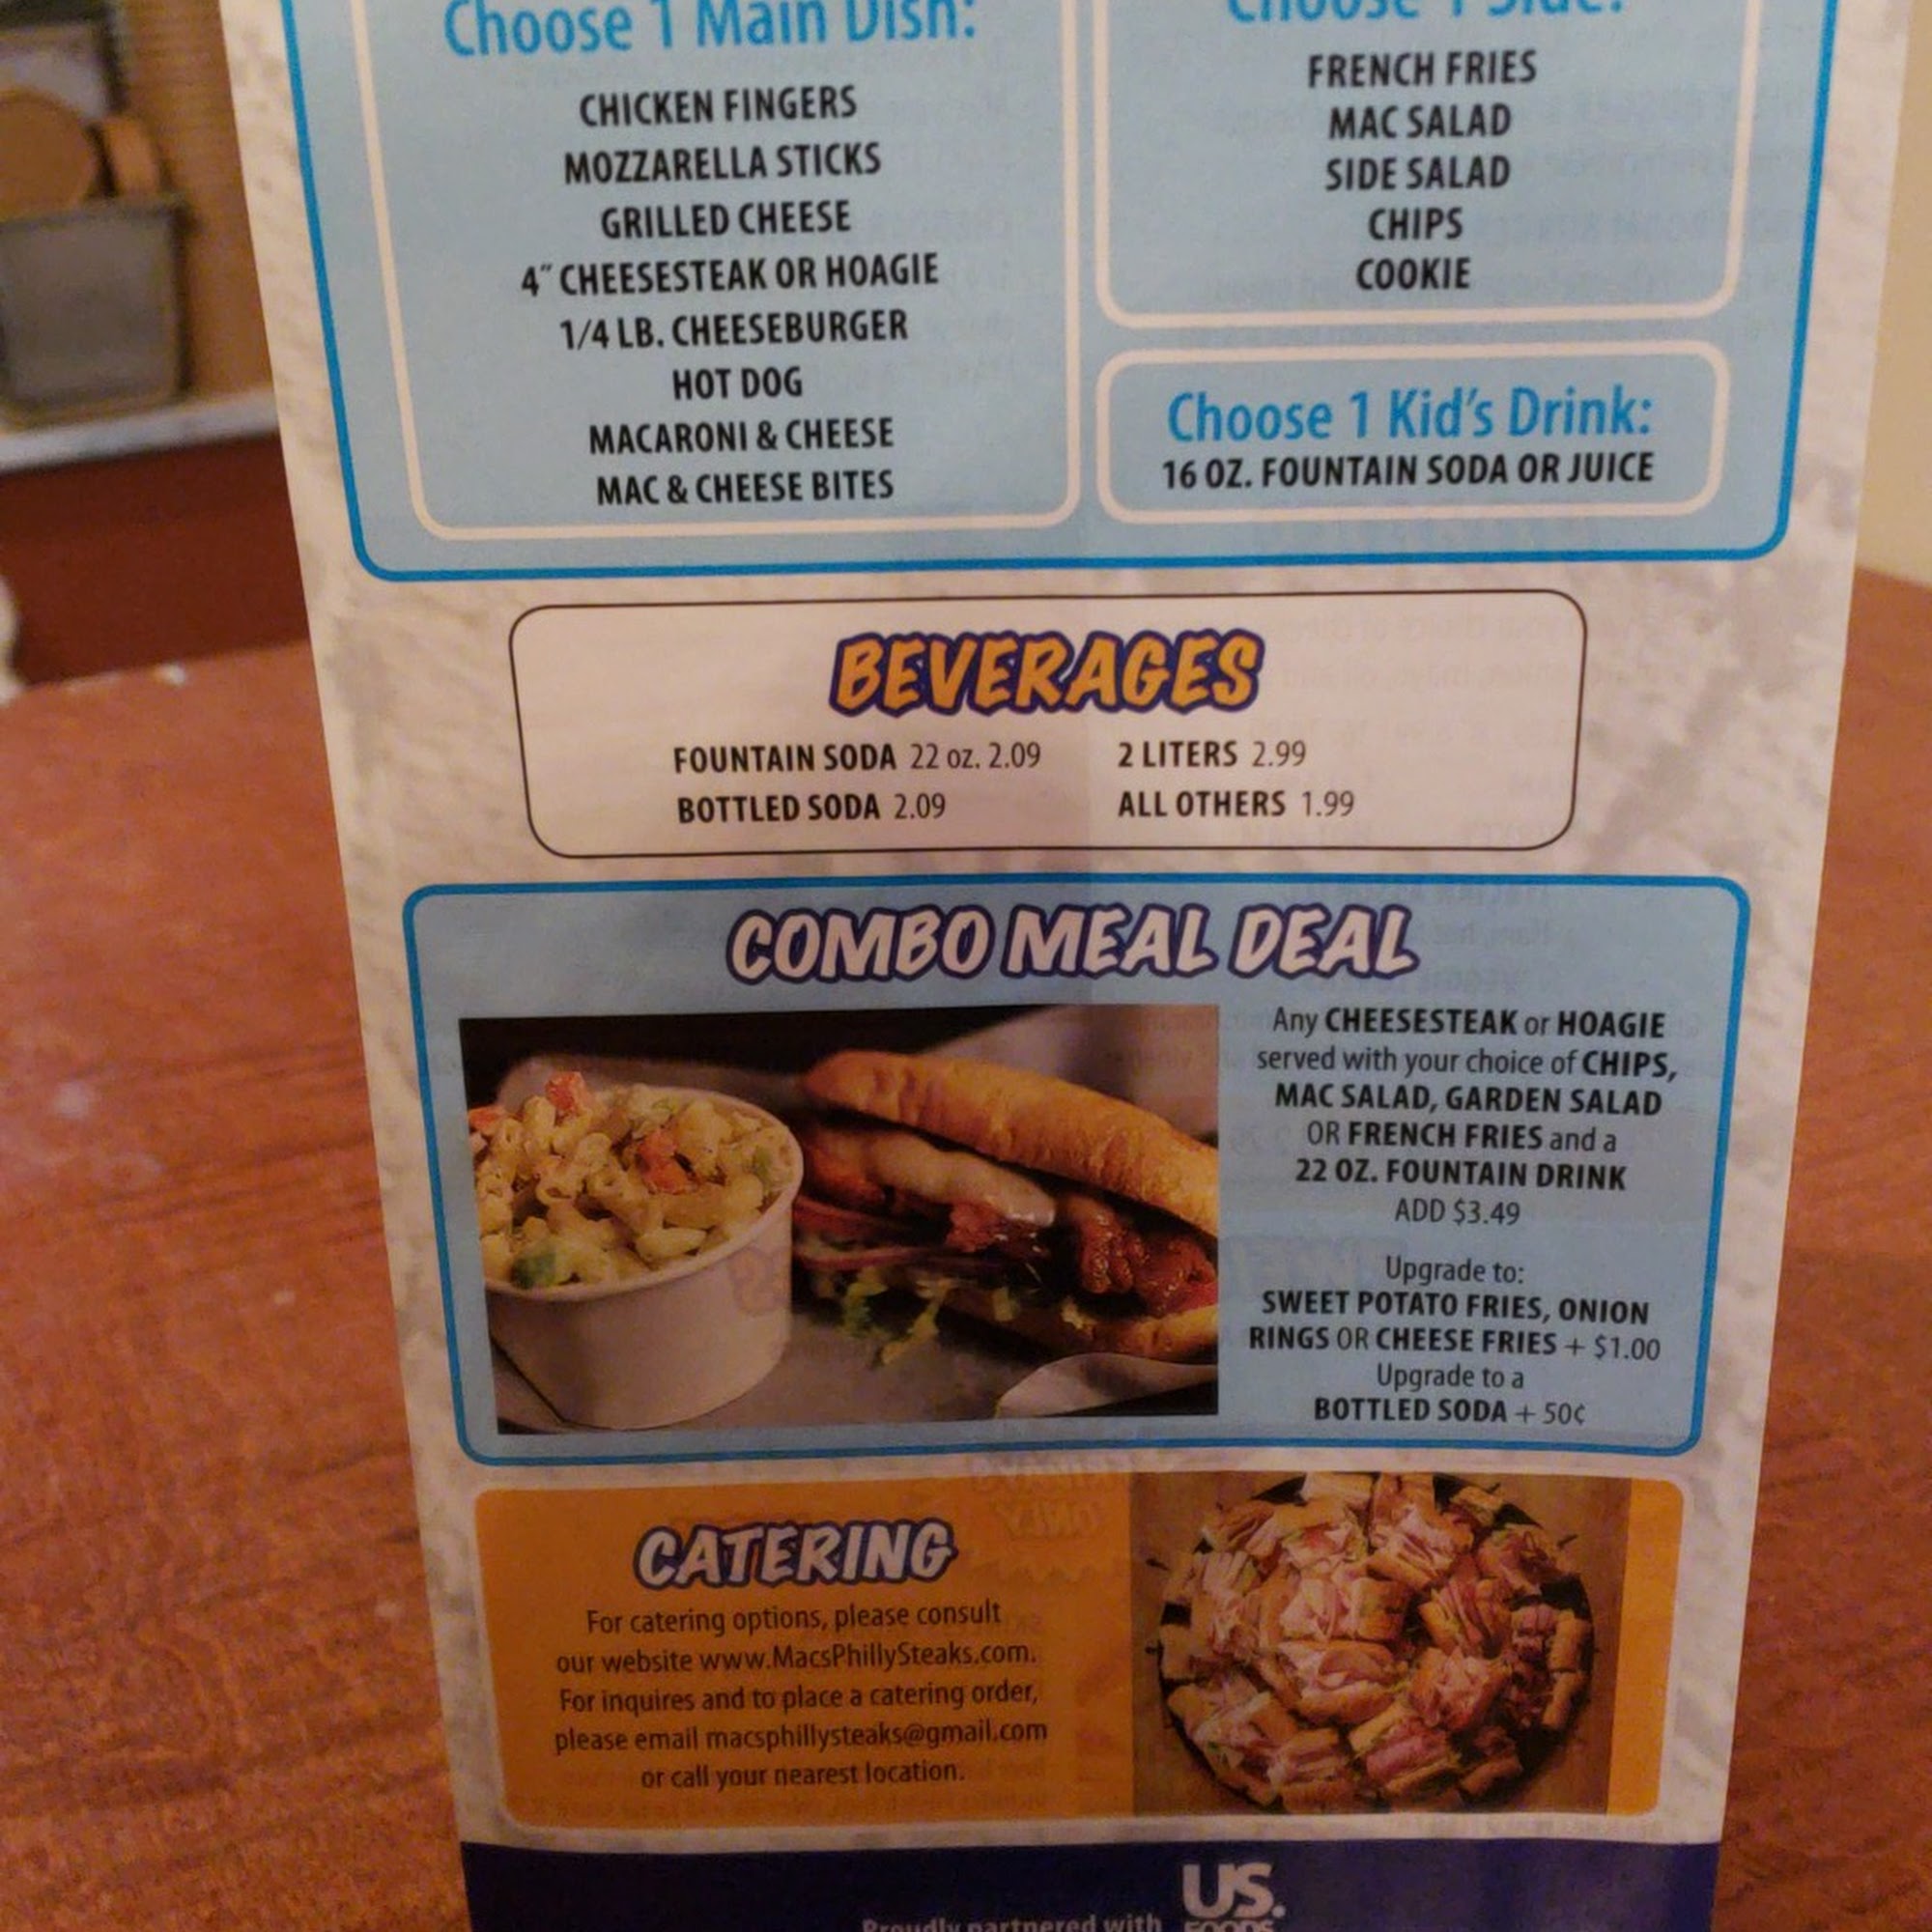 Choose 1 Main Dish:
CHICKEN FINGERS
MOZZARELLA STICKS
GRILLED CHEESE
4" CHEESESTEAK OR HOAGIE
1/4 LB. CHEESEBURGER
HOT DOG
MACARONI & CHEESE
MAC & CHEESE BITES
Choose 1 Side:
FRENCH FRIES
MAC SALAD
SIDE SALAD
CHIPS
COOKIE
Choose 1 Kid's Drink:
16 OZ. FOUNTAIN SODA OR JUICE
BEVERAGES
FOUNTAIN SODA 22 oz. 2.09
BOTTLED SODA 2.09
2 LITERS 2.99
ALL OTHERS 1.99
COMBO MEAL DEAL
Any CHEESESTEAK or HOAGIE
served with your choice of CHIPS,
MAC SALAD, GARDEN SALAD
OR FRENCH FRIES and a
22 OZ. FOUNTAIN DRINK
ADD $3.49
Upgrade to:
SWEET POTATO FRIES, ONION
RINGS OR CHEESE FRIES + $1.00
Upgrade to a
BOTTLED SODA + 50¢
CATERING
For catering options, please consult
our website www.MacsPhillySteaks.com.
For inquires and to place a catering order,
please email macsphillysteaks@gmail.com
or call your nearest location.
Proudly partnered with
US.
FOODS